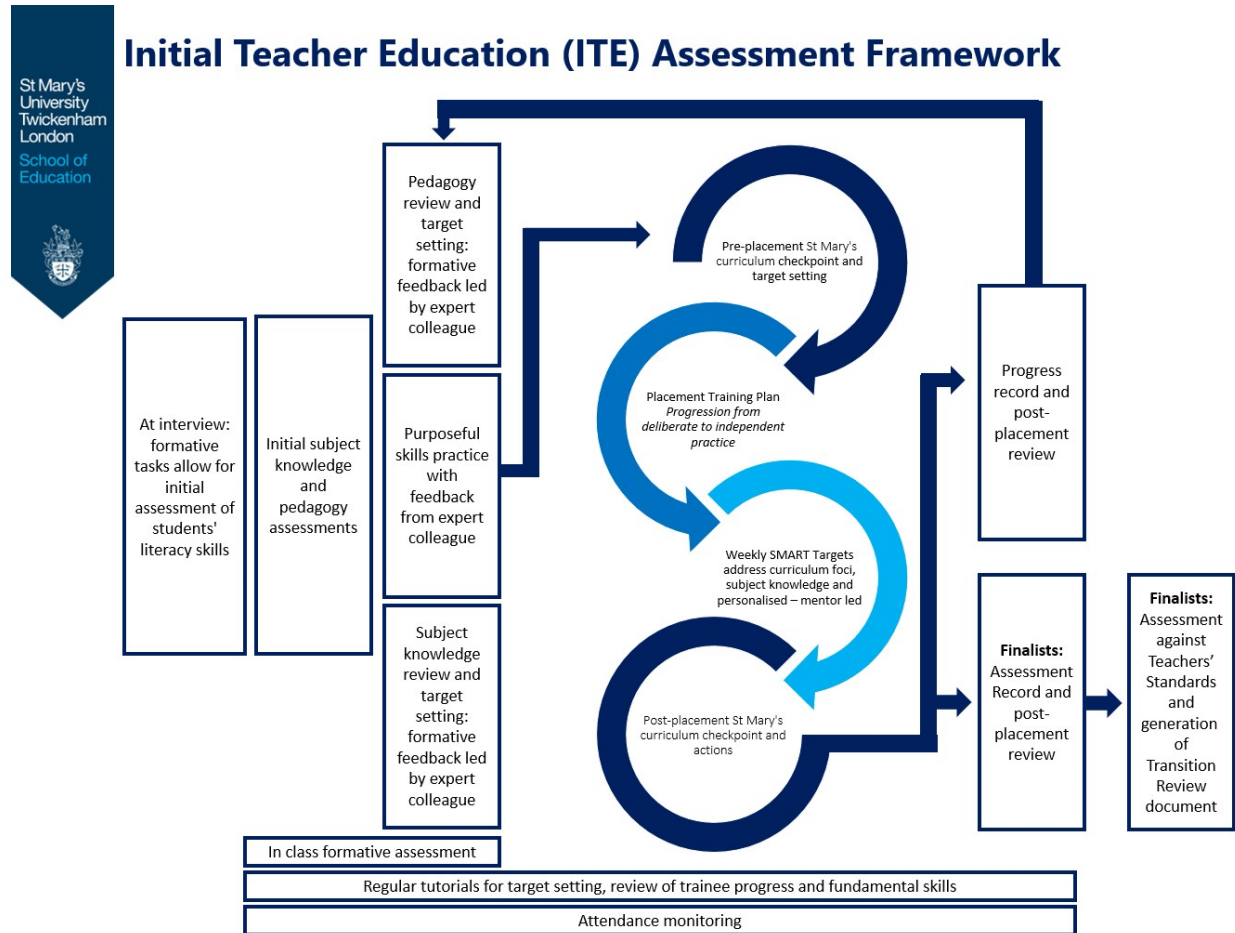 Initial Teacher Education (ITE) Assessment Framework
St Mary's
University
Twickenham
London
School of
Education
At interview:
formative
tasks allow for
initial
assessment of
students'
literacy skills
Initial subject
knowledge
and
pedagogy
assessments
Pedagogy
review and
target
setting:
formative
feedback led
by expert
colleague
Purposeful
skills practice
with
feedback
from expert
colleague
Subject
knowledge
review and
target
setting:
formative
feedback led
by expert
colleague
Pre-placement St Mary's
curriculum checkpoint and
target setting
Placement Training Plan
Progression from
deliberate to independent
practice
Weekly SMART Targets
address curriculum foci,
subject knowledge and
personalised – mentor led
Post-placement St Mary's
curriculum checkpoint and
actions
Progress
record and
post-
placement
review
Finalists:
Assessment
Record and
post-
placement
review
Finalists:
Assessment
against
Teachers’
Standards
and
generation
of
Transition
Review
document
In class formative assessment
Regular tutorials for target setting, review of trainee progress and fundamental skills
Attendance monitoring